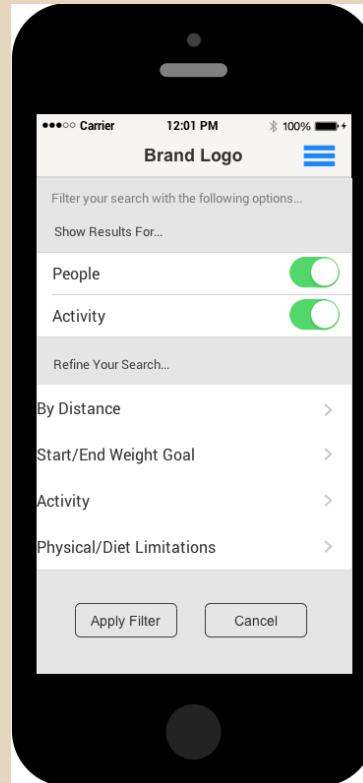 Carrier 12:01 PM 100%
Brand Logo
Filter your search with the following options...
Show Results For...
People
Activity
Refine Your Search...
By Distance
Start/End Weight Goal
Activity
Physical/Diet Limitations
Apply Filter Cancel